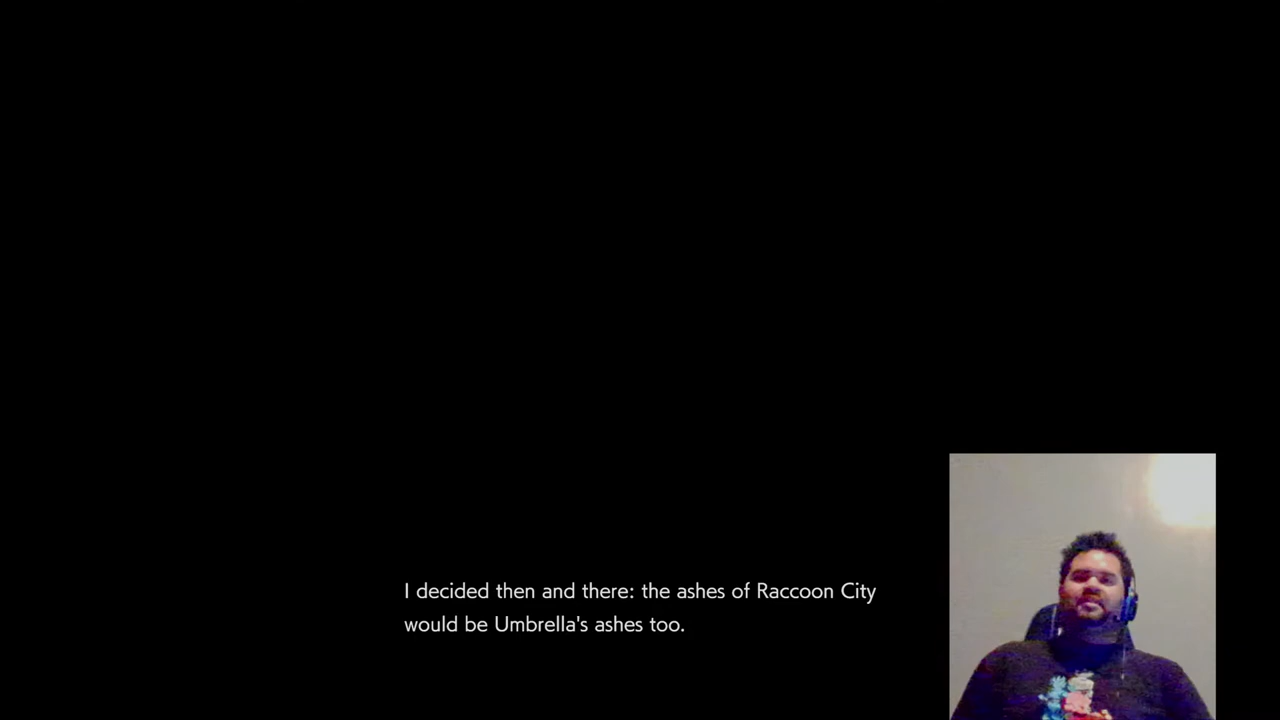 I decided then and there: the ashes of Raccoon City
would be Umbrella's ashes too.